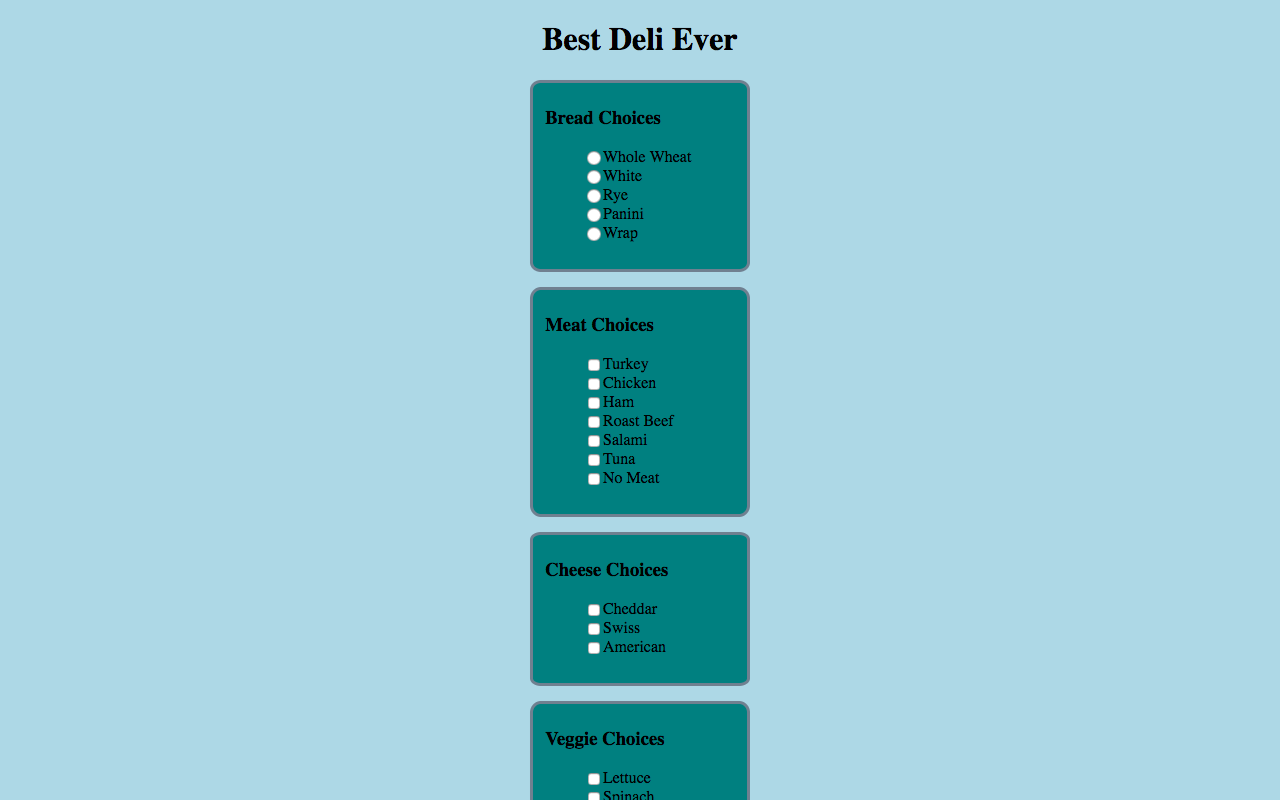 Best Deli Ever
Bread Choices
Whole Wheat
White
Rye
Panini
Wrap
Meat Choices
Turkey
Chicken
Ham
Roast Beef
Salami
Tuna
No Meat
Cheese Choices
Cheddar
Swiss
American
Veggie Choices
Lettuce
Spinach